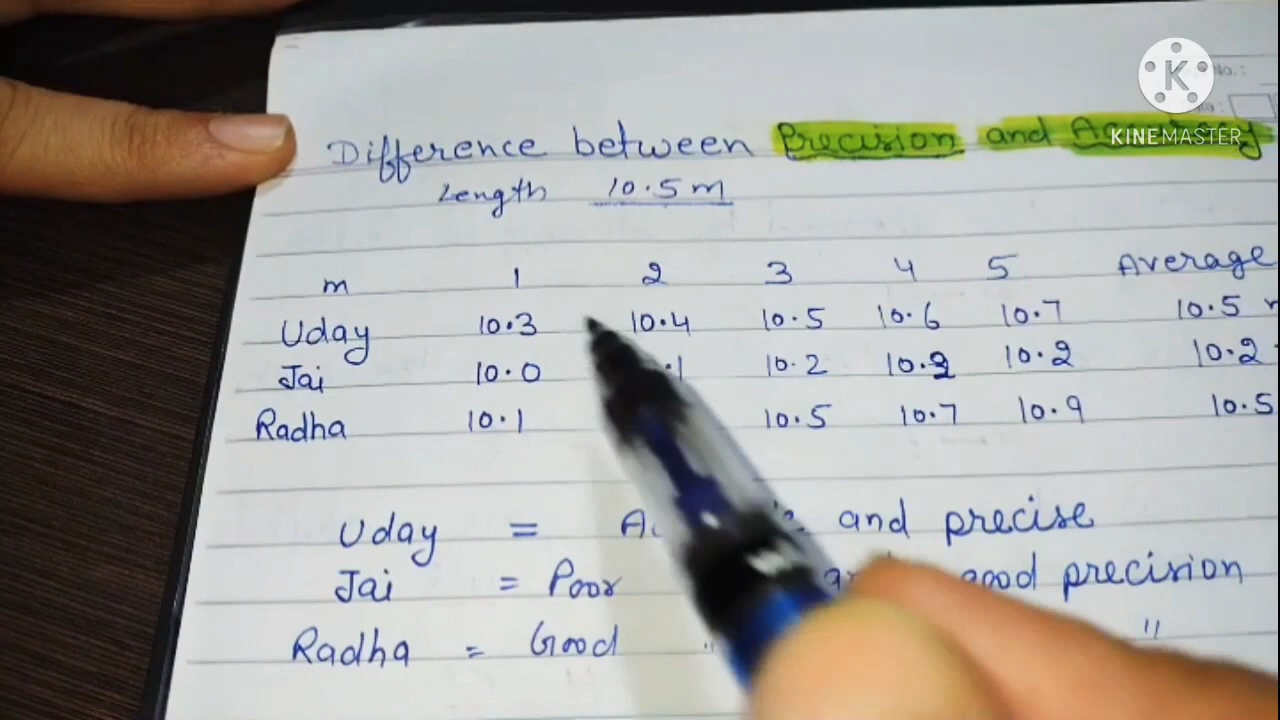 No.:
Difference between Precision and Accuracy
KINEMASTER
Length 10.5 m
m 1 2 3 4 5 Average
Uday 10.3 10.4 10.5 10.6 10.7 10.5
Jai 10.0 .1 10.2 10.2 10.2 10.2
Radha 10.1 10.5 10.7 10.9 10.5
Uday = and precise
Jai = Poor good precision
Radha = Good " "